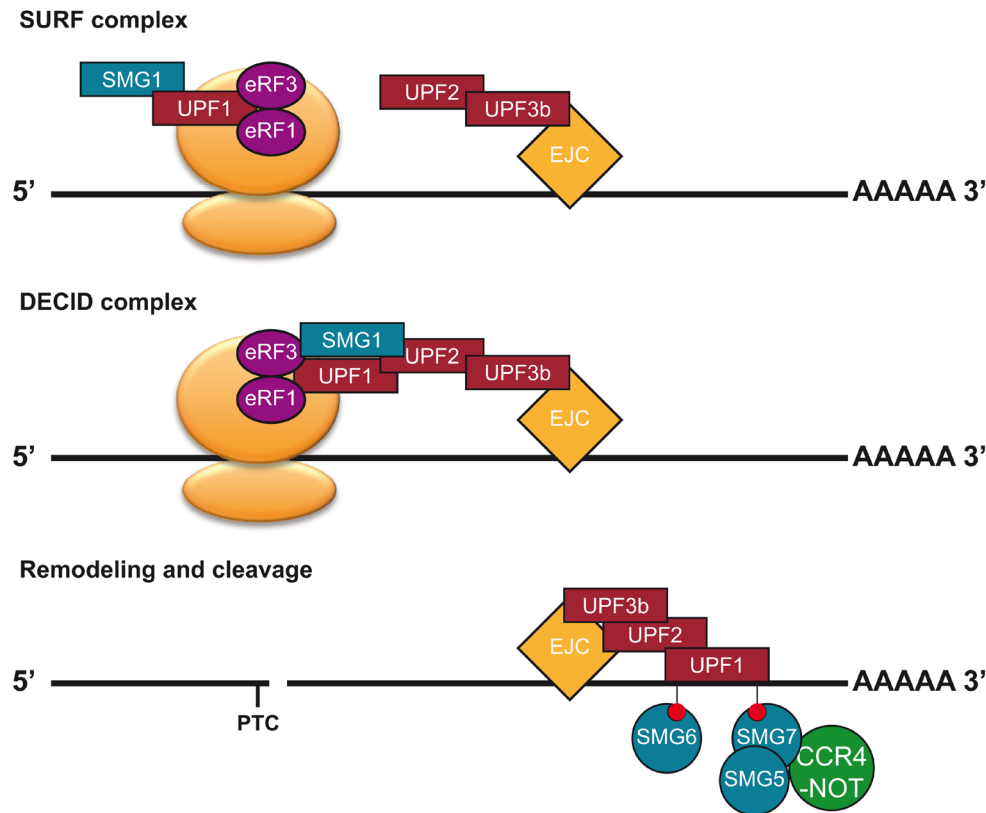 SURF complex
SMG1
eRF3
UPF1
eRF1
UPF2
UPF3b
EJC
5’
AAAAA 3’
DECID complex
eRF3
SMG1
UPF2
UPF1
UPF3b
eRF1
EJC
5’
AAAAA 3’
Remodeling and cleavage
UPF3b
UPF2
EJC
UPF1
5’
AAAAA 3’
PTC
SMG6
SMG7
SMG5
CCR4
-NOT